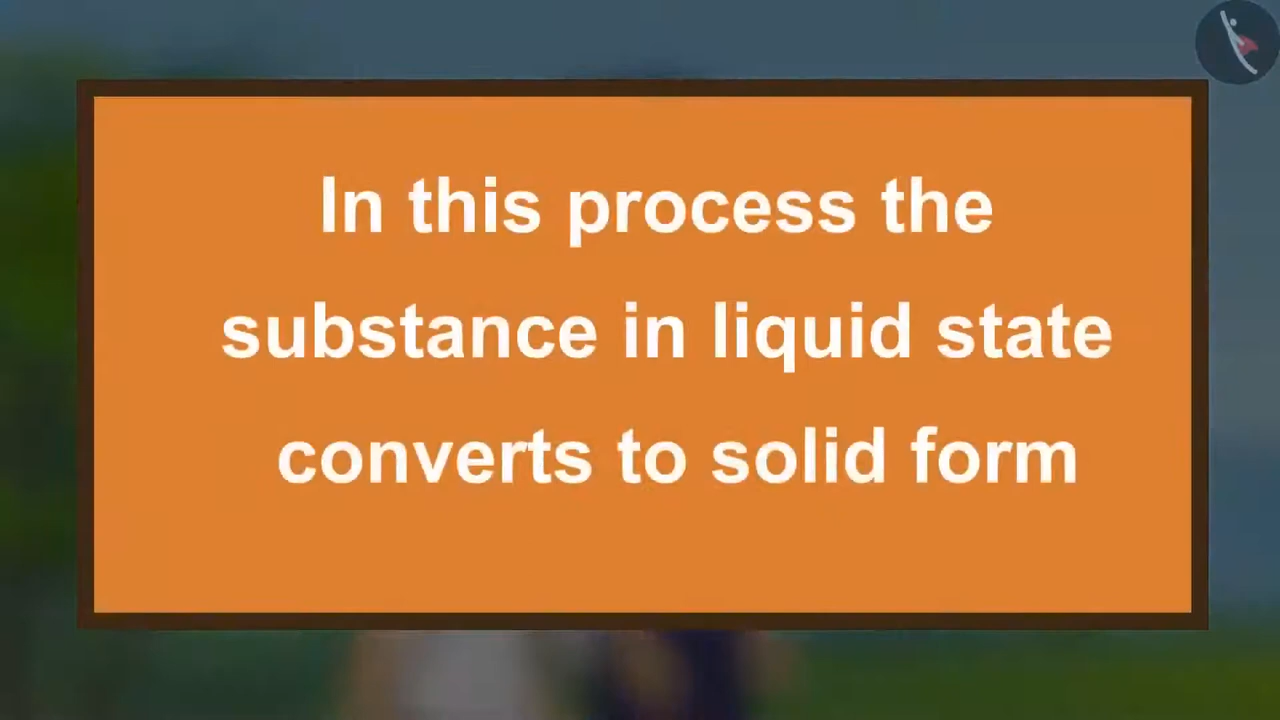 In this process the
substance in liquid state
converts to solid form